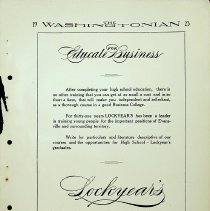 19 WASHINGTONIAN 25
THE
Educate FOR Business
After completing your high school education, there is
no other training that you can get at so small a cost and in so
short a time, that will make you independent and self-reliant,
as a thorough course in a good Business College.
For thirty-one years LOCKYEAR'S has been a leader
in training young people for the important positions of Evans-
ville and surrounding territory.
Write for particulars and literature descriptive of our
courses and the opportunities for High School - Lockyear's
graduates.
Lockyear's